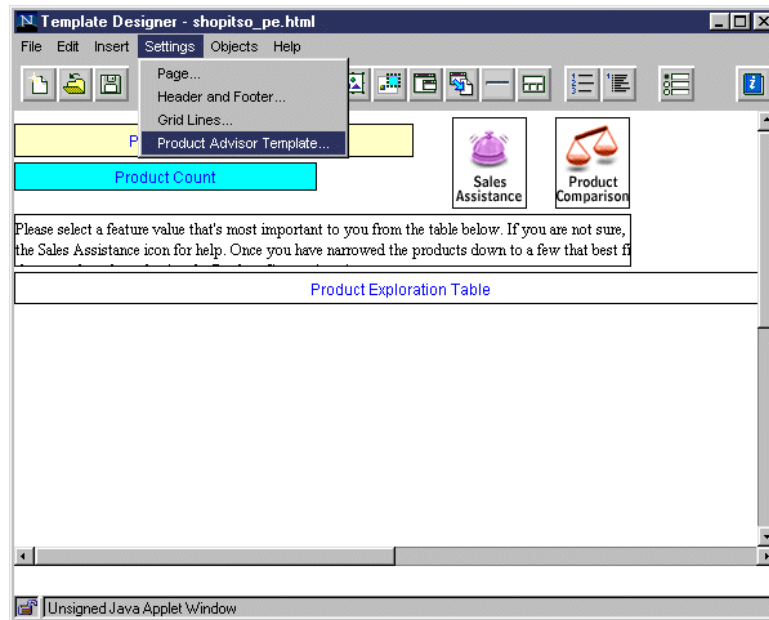 Template Designer - shopitso_pe.html
File Edit Insert Settings Objects Help
Page...
Header and Footer...
Grid Lines...
P
Product Advisor Template...
Product Count
Sales
Assistance
Product
Comparison
Please select a feature value that's most important to you from the table below. If you are not sure,
the Sales Assistance icon for help. Once you have narrowed the products down to a few that best fi
Product Exploration Table
Unsigned Java Applet Window